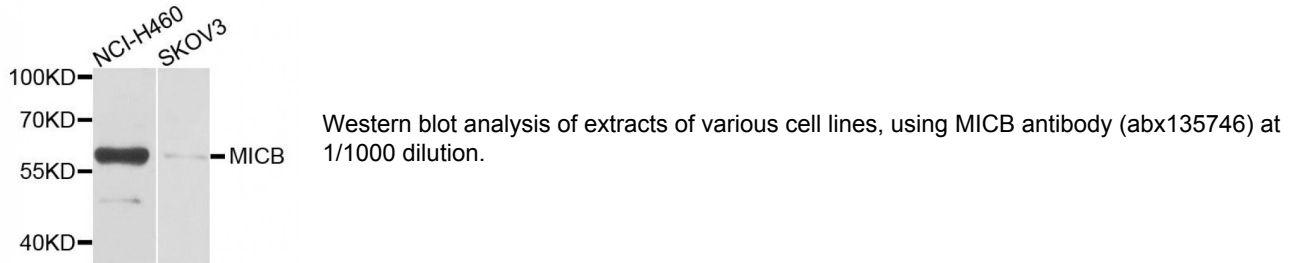 NCI-H460
SKOV3
100KD
70KD
55KD
40KD
MICB
Western blot analysis of extracts of various cell lines, using MICB antibody (abx135746) at
1/1000 dilution.